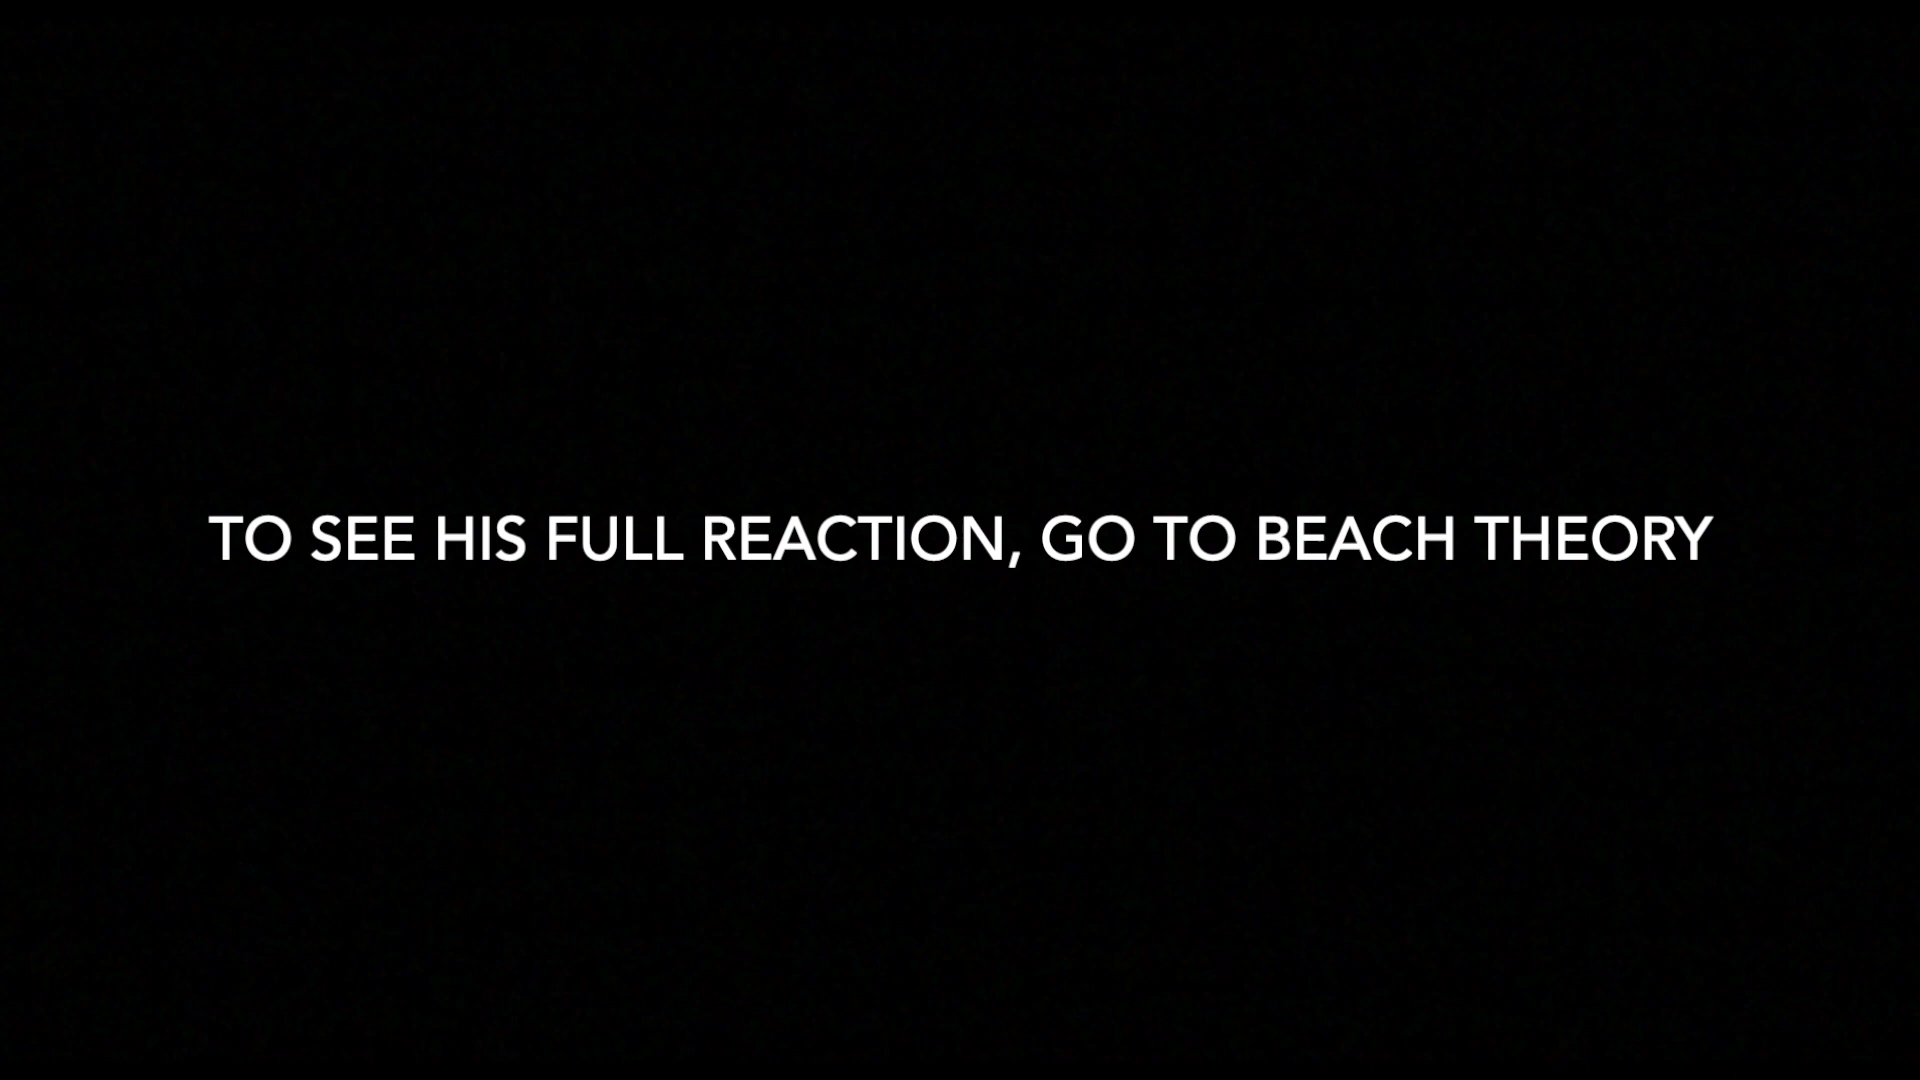 TO SEE HIS FULL REACTION, GO TO BEACH THEORY